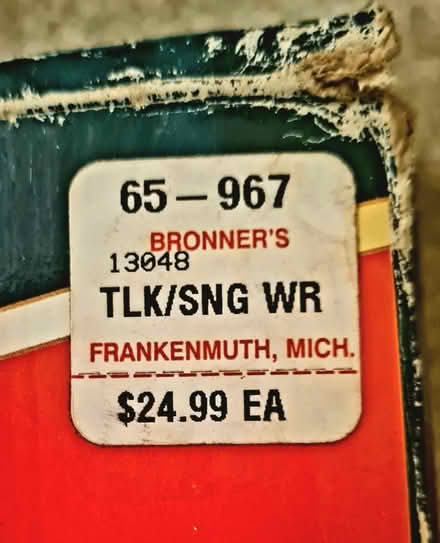 65-967
BRONNER'S
13048
TLK/SNG WR
FRANKENMUTH, MICH.
$24.99 EA